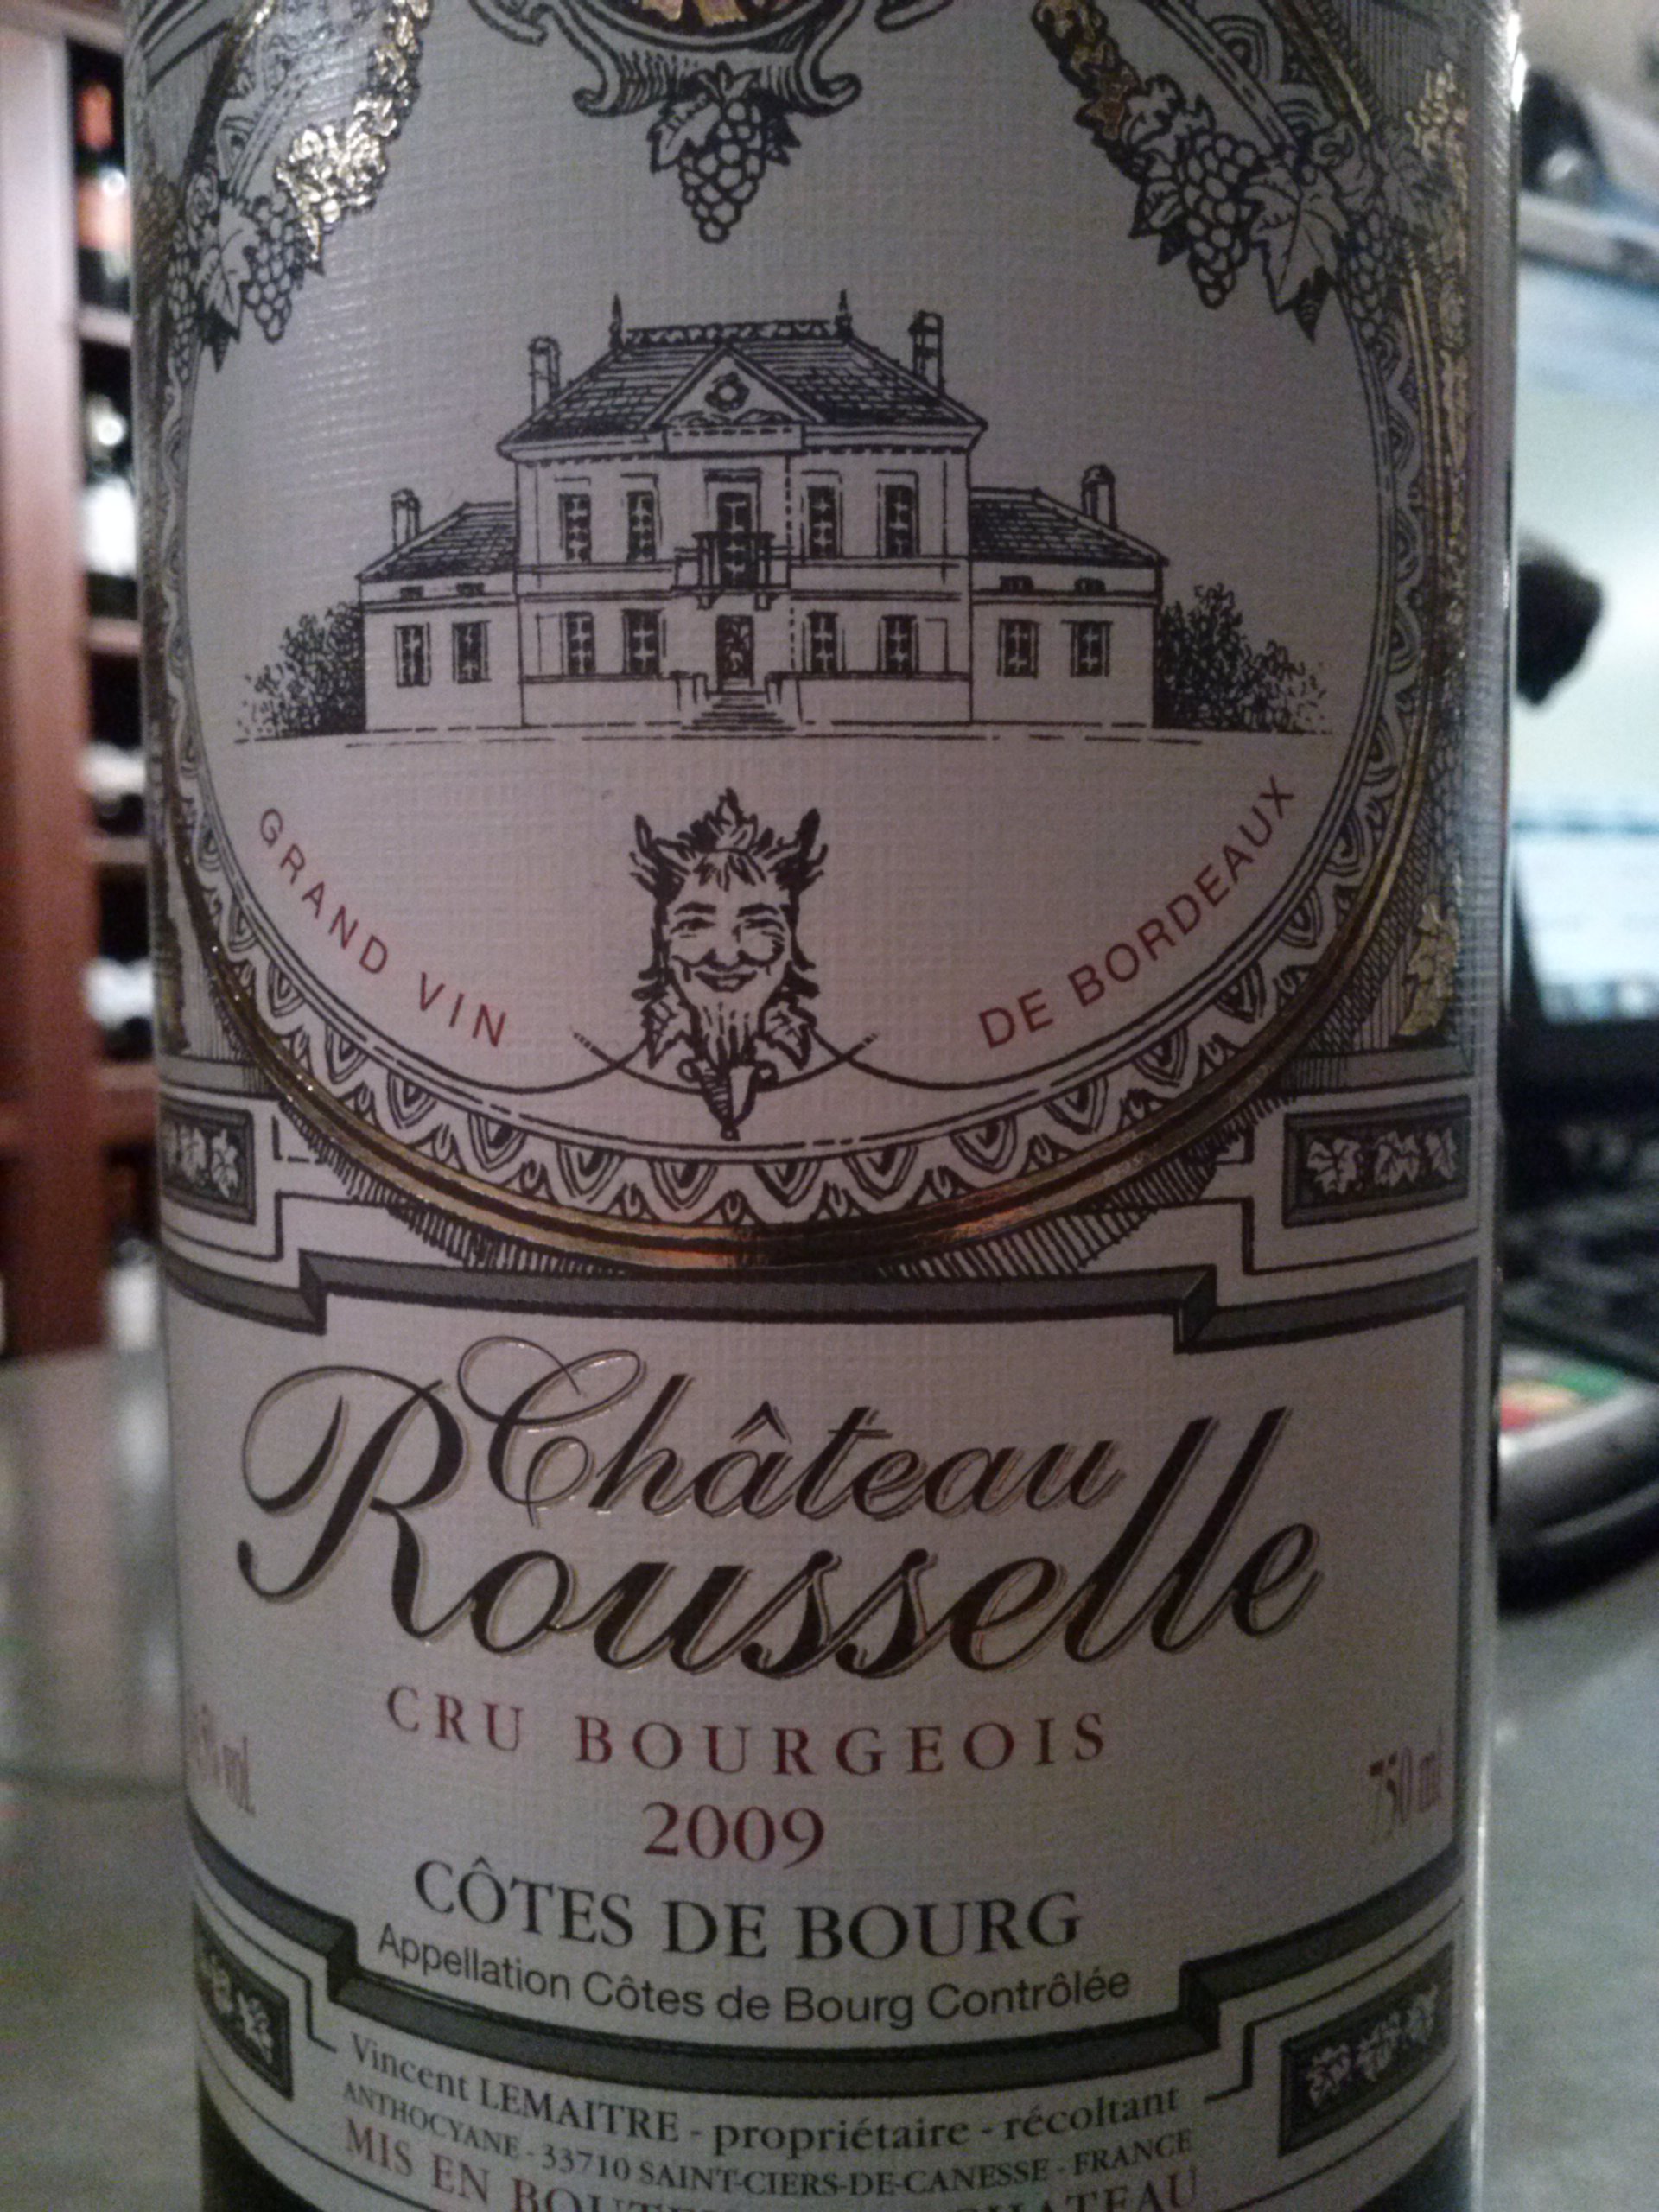 GRAND VIN DE BORDEAUX
Château
Rousselle
CRU BOURGEOIS
vol. 750 ml
2009
CÔTES DE BOURG
Appellation Côtes de Bourg Contrôlée
Vincent LEMAITRE - propriétaire - récoltant
ANTHOCYANE - 33710 SAINT-CIERS-DE-CANESSE - FRANCE
MIS EN